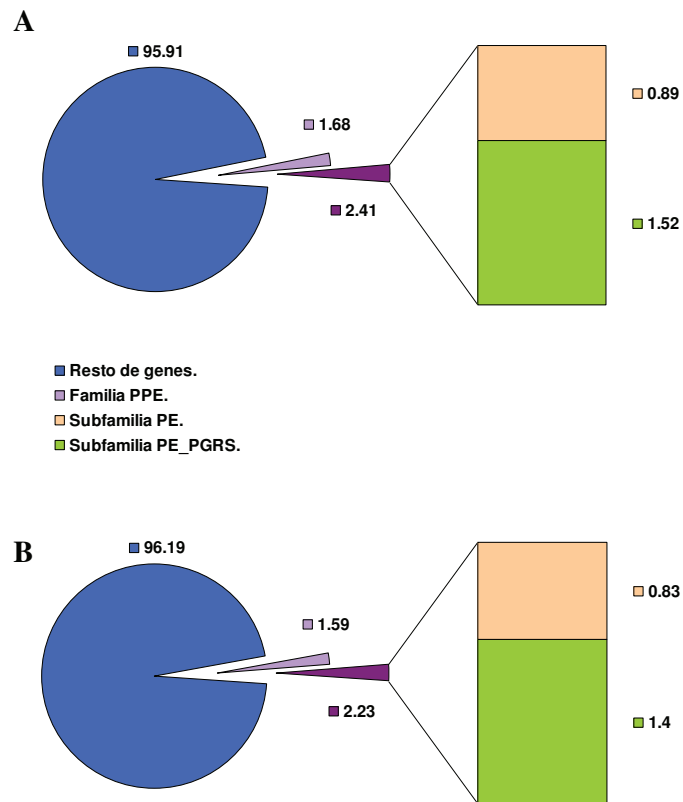 A
95.91
0.89
1.68
2.41
1.52
Resto de genes.
Familia PPE.
Subfamilia PE.
Subfamilia PE_PGRS.
B
96.19
0.83
1.59
2.23
1.4